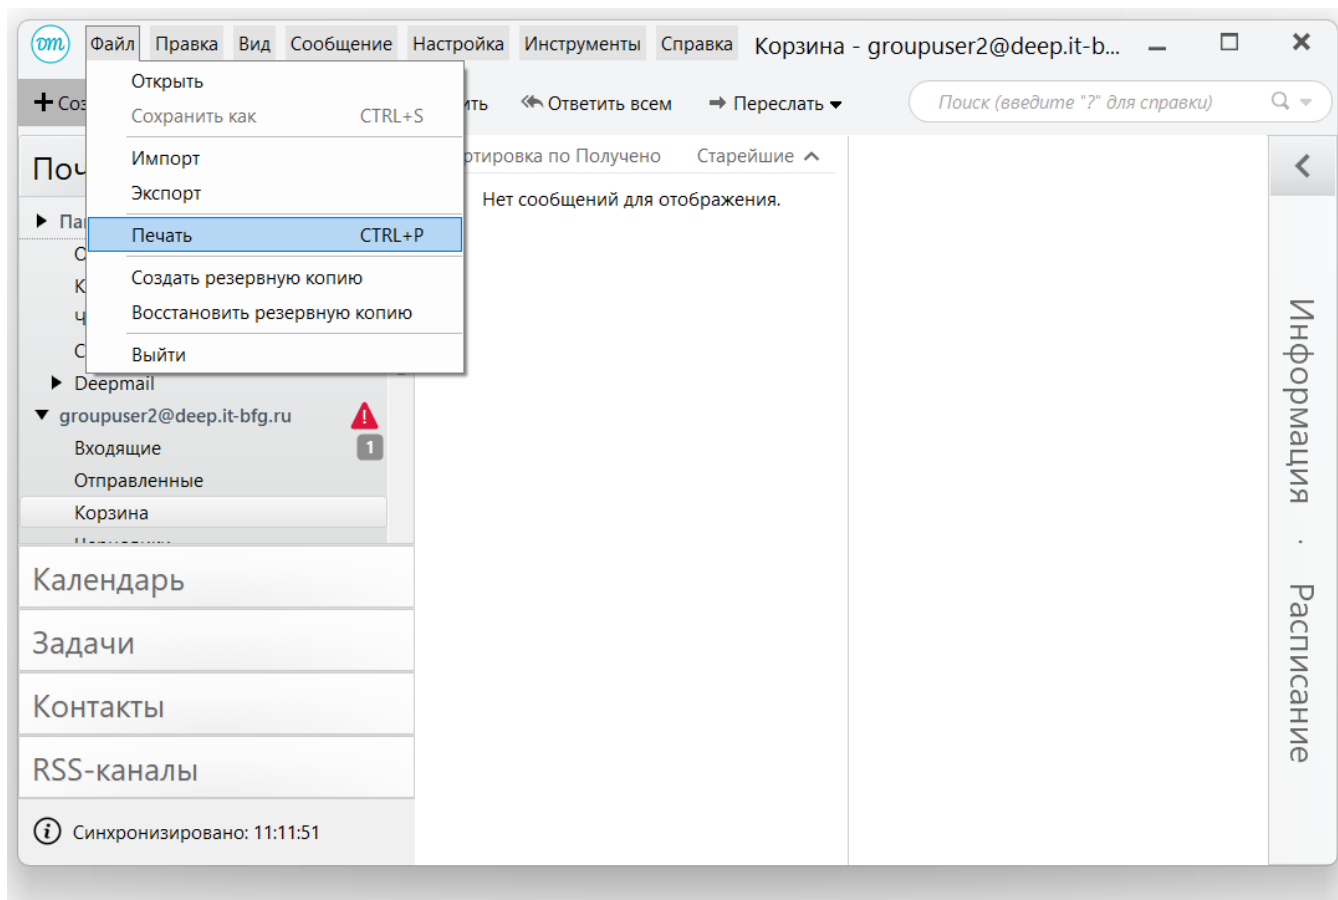 Файл Правка Вид Сообщение Настройка Инструменты Справка Корзина - groupuser2@deep.it-b...
Открыть
Сохранить как CTRL+S
Импорт
Экспорт
Печать CTRL+P
Создать резервную копию
Восстановить резервную копию
Выйти
Ответить всем Переслать
Поиск (введите "?" для справки)
по Получено Старейшие
Нет сообщений для отображения.
Deepmail
groupuser2@deep.it-bfg.ru
Входящие 1
Отправленные
Корзина
Календарь
Задачи
Контакты
RSS-каналы
Синхронизировано: 11:11:51
Информация · Расписание